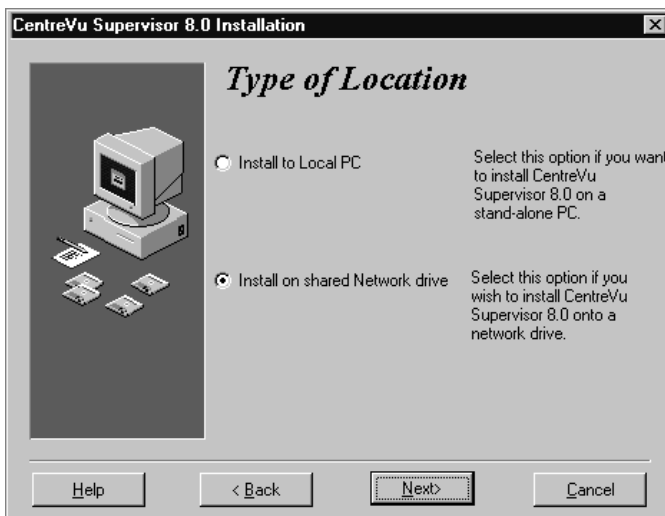 CentreVu Supervisor 8.0 Installation
Type of Location
Install to Local PC
Select this option if you want
to install CentreVu
Supervisor 8.0 on a
stand-alone PC.
Install on shared Network drive
Select this option if you
wish to install CentreVu
Supervisor 8.0 onto a
network drive.
Help
< Back
Next>
Cancel